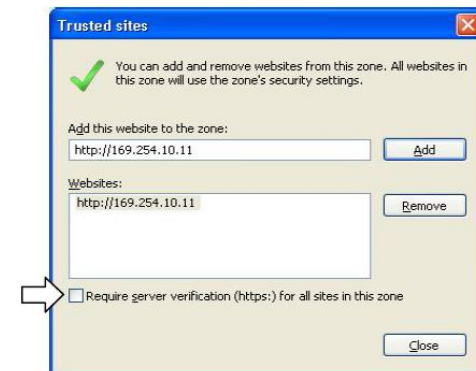 Trusted sites
You can add and remove websites from this zone. All websites in
this zone will use the zone's security settings.
Add this website to the zone:
http://169.254.10.11
Add
Websites:
http://169.254.10.11
Remove
Require server verification (https:) for all sites in this zone
Close